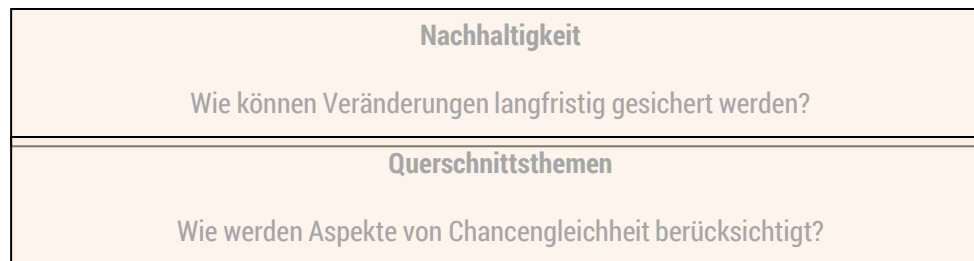 Nachhaltigkeit
Wie können Veränderungen langfristig gesichert werden?
Querschnittsthemen
Wie werden Aspekte von Chancengleichheit berücksichtigt?